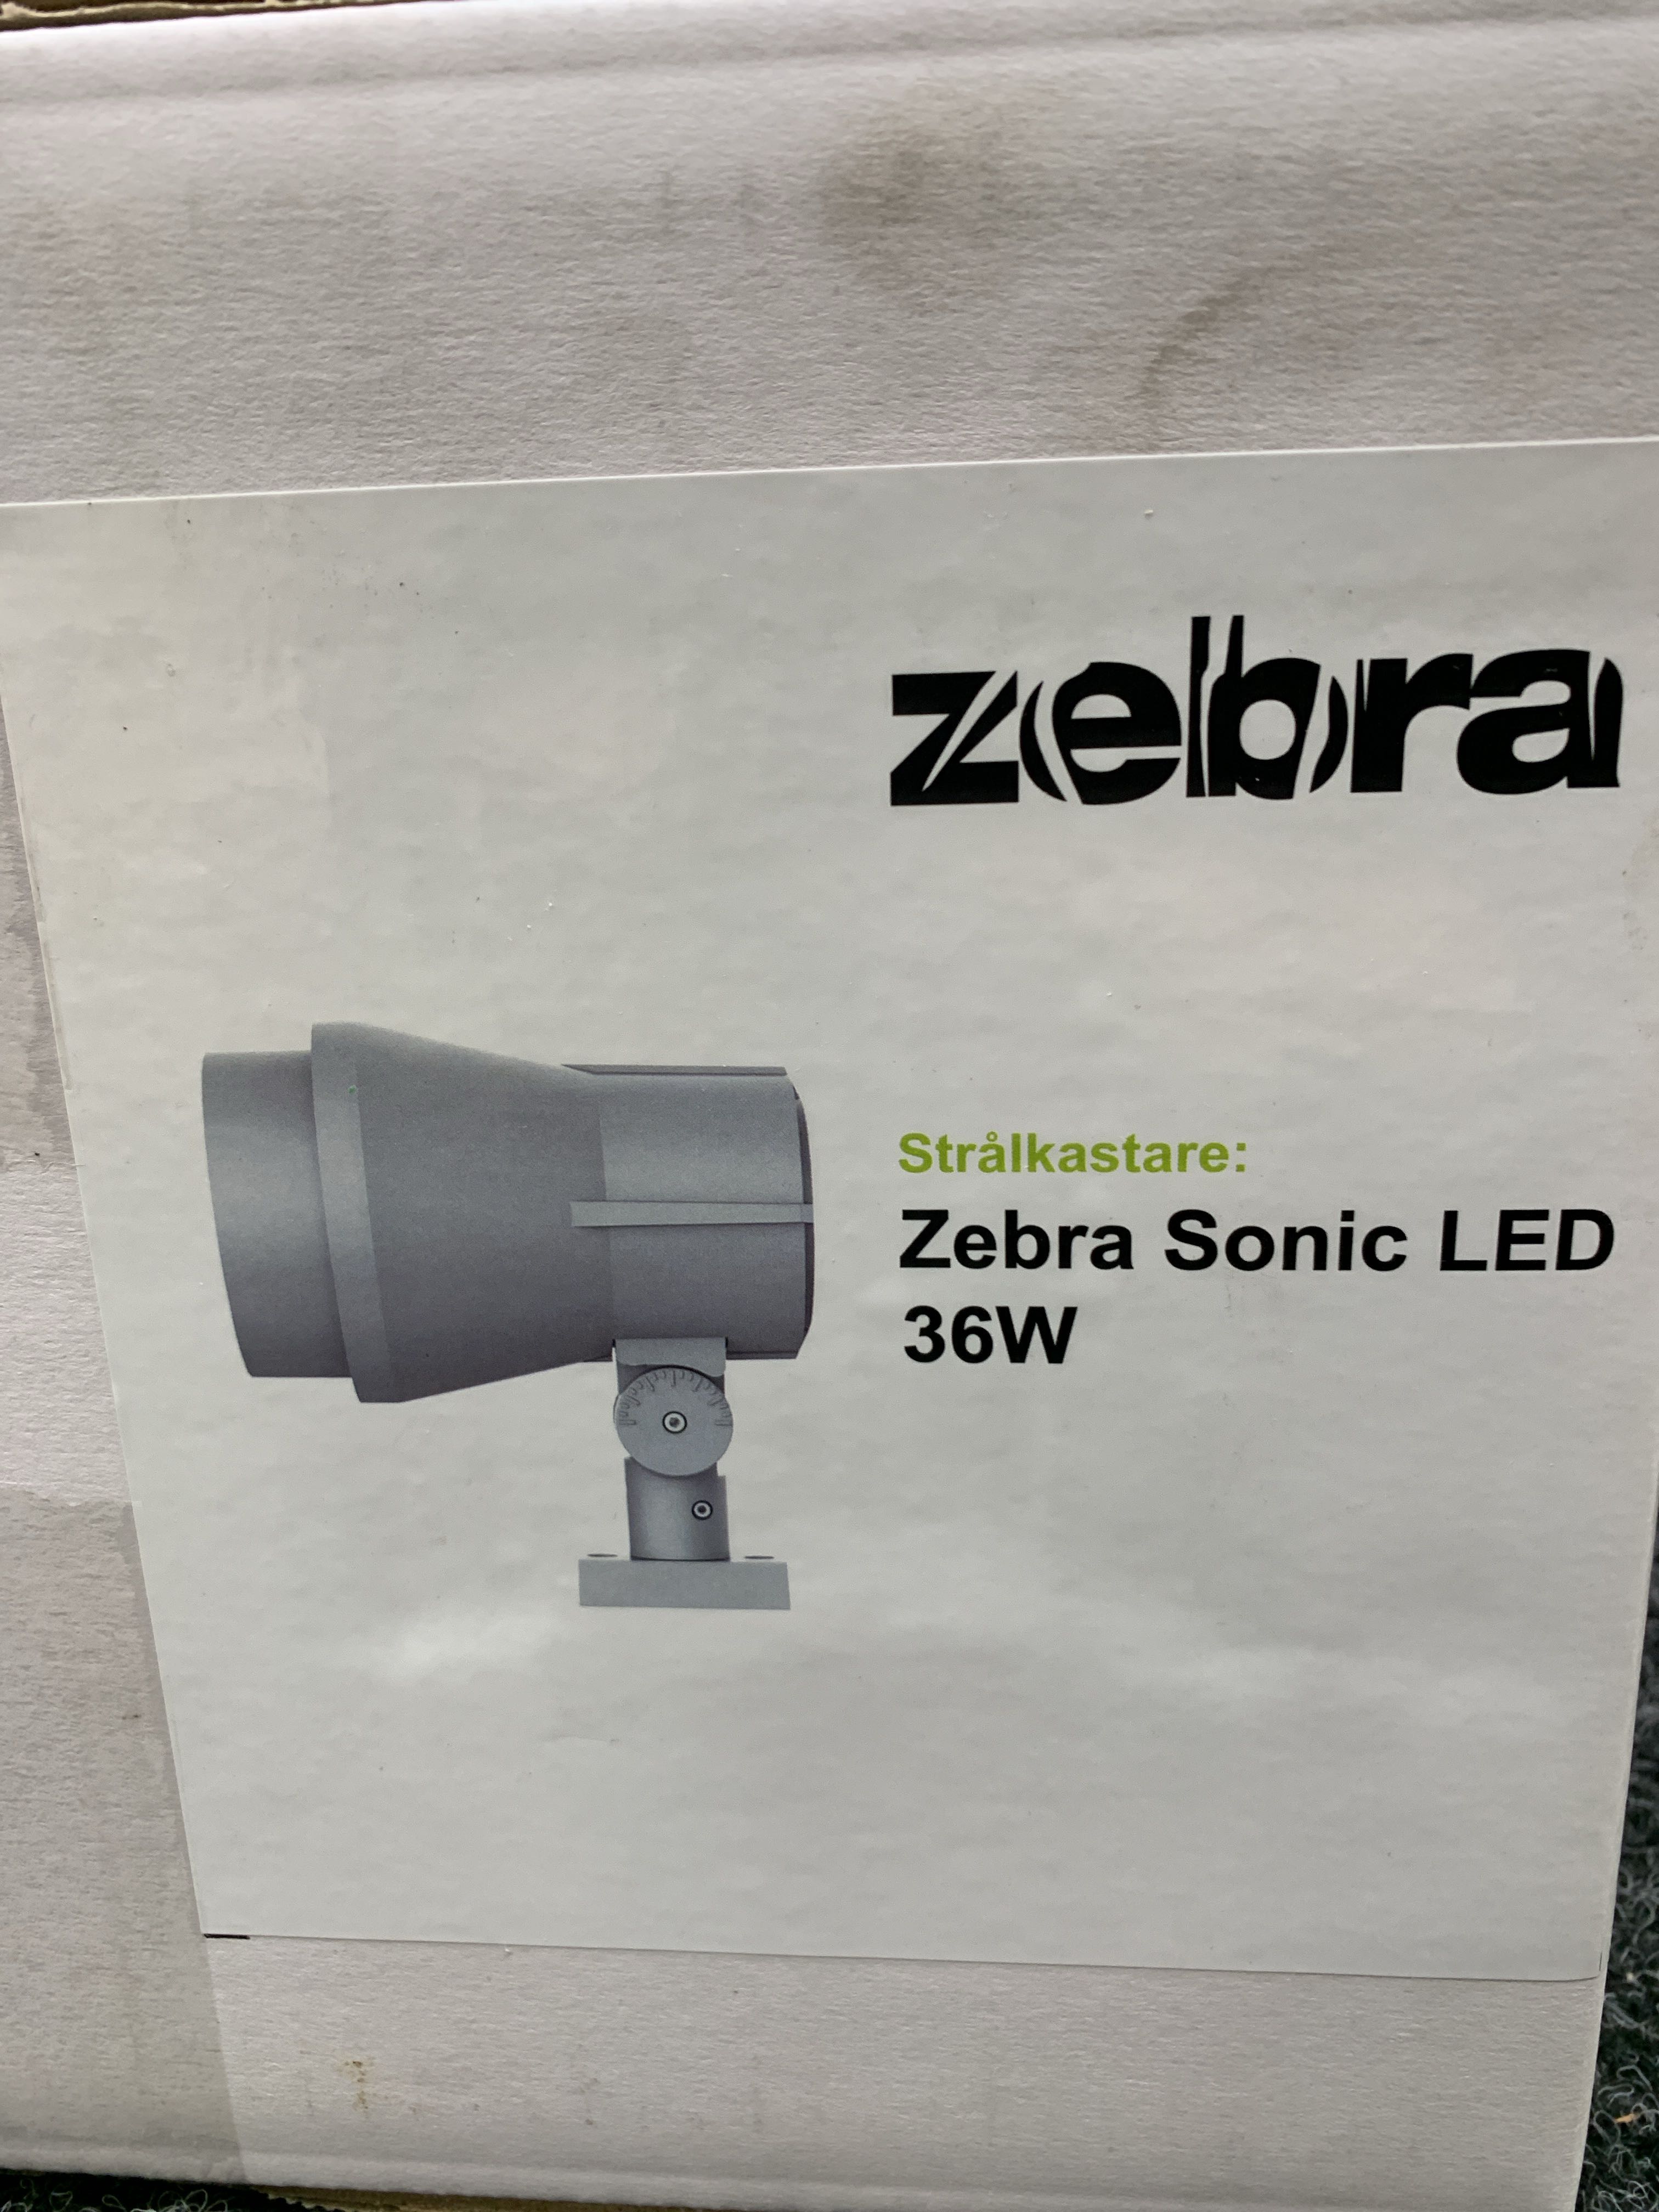 zebra
Strålkastare:
Zebra Sonic LED
36W